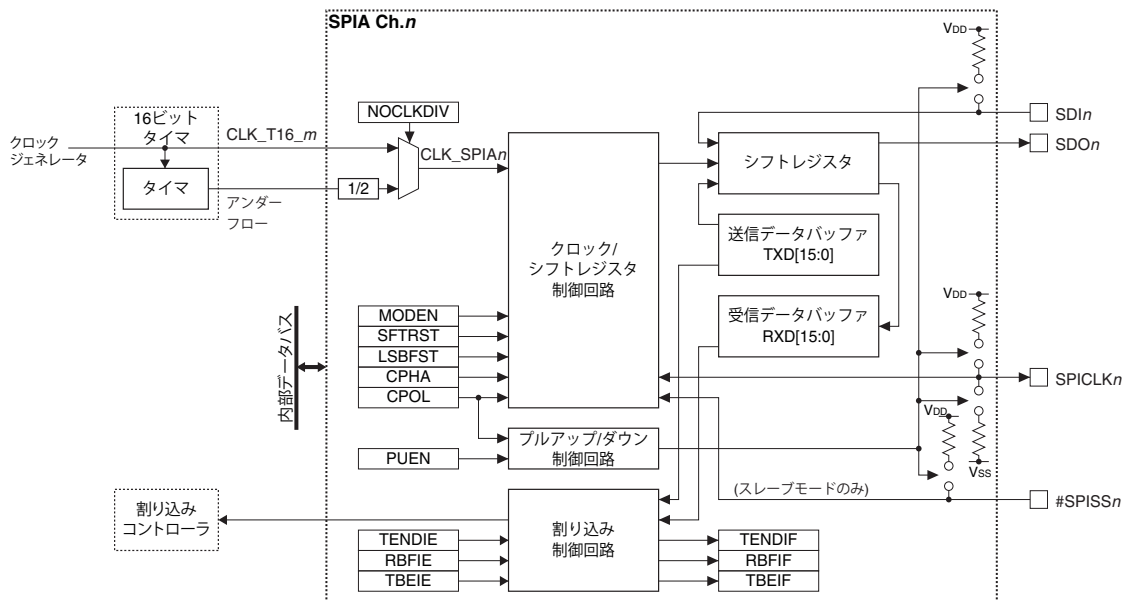 SPIA Ch.n
VDD
16ビット
タイマ
クロック
ジェネレータ
CLK_T16_m
タイマ
アンダー
フロー
1/2
NOCLKDIV
CLK_SPIAn
クロック/
シフトレジスタ
制御回路
シフトレジスタ
SDIn
SDOn
送信データバッファ
TXD[15:0]
受信データバッファ
RXD[15:0]
VDD
内部データバス
MODEN
SFTRST
LSBFST
CPHA
CPOL
SPICLKn
VDD
VSS
PUEN
プルアップ/ダウン
制御回路
(スレーブモードのみ)
#SPISSn
割り込み
コントローラ
割り込み
制御回路
TENDIE
RBFIE
TBEIE
TENDIF
RBFIF
TBEIF